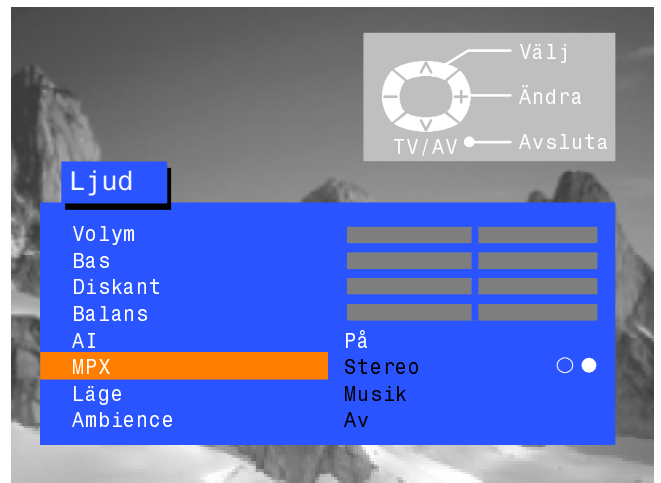 Välj
Ändra
TV/AV Avsluta
Ljud
Volym
Bas
Diskant
Balans
AI På
MPX Stereo
Läge Musik
Ambience Av